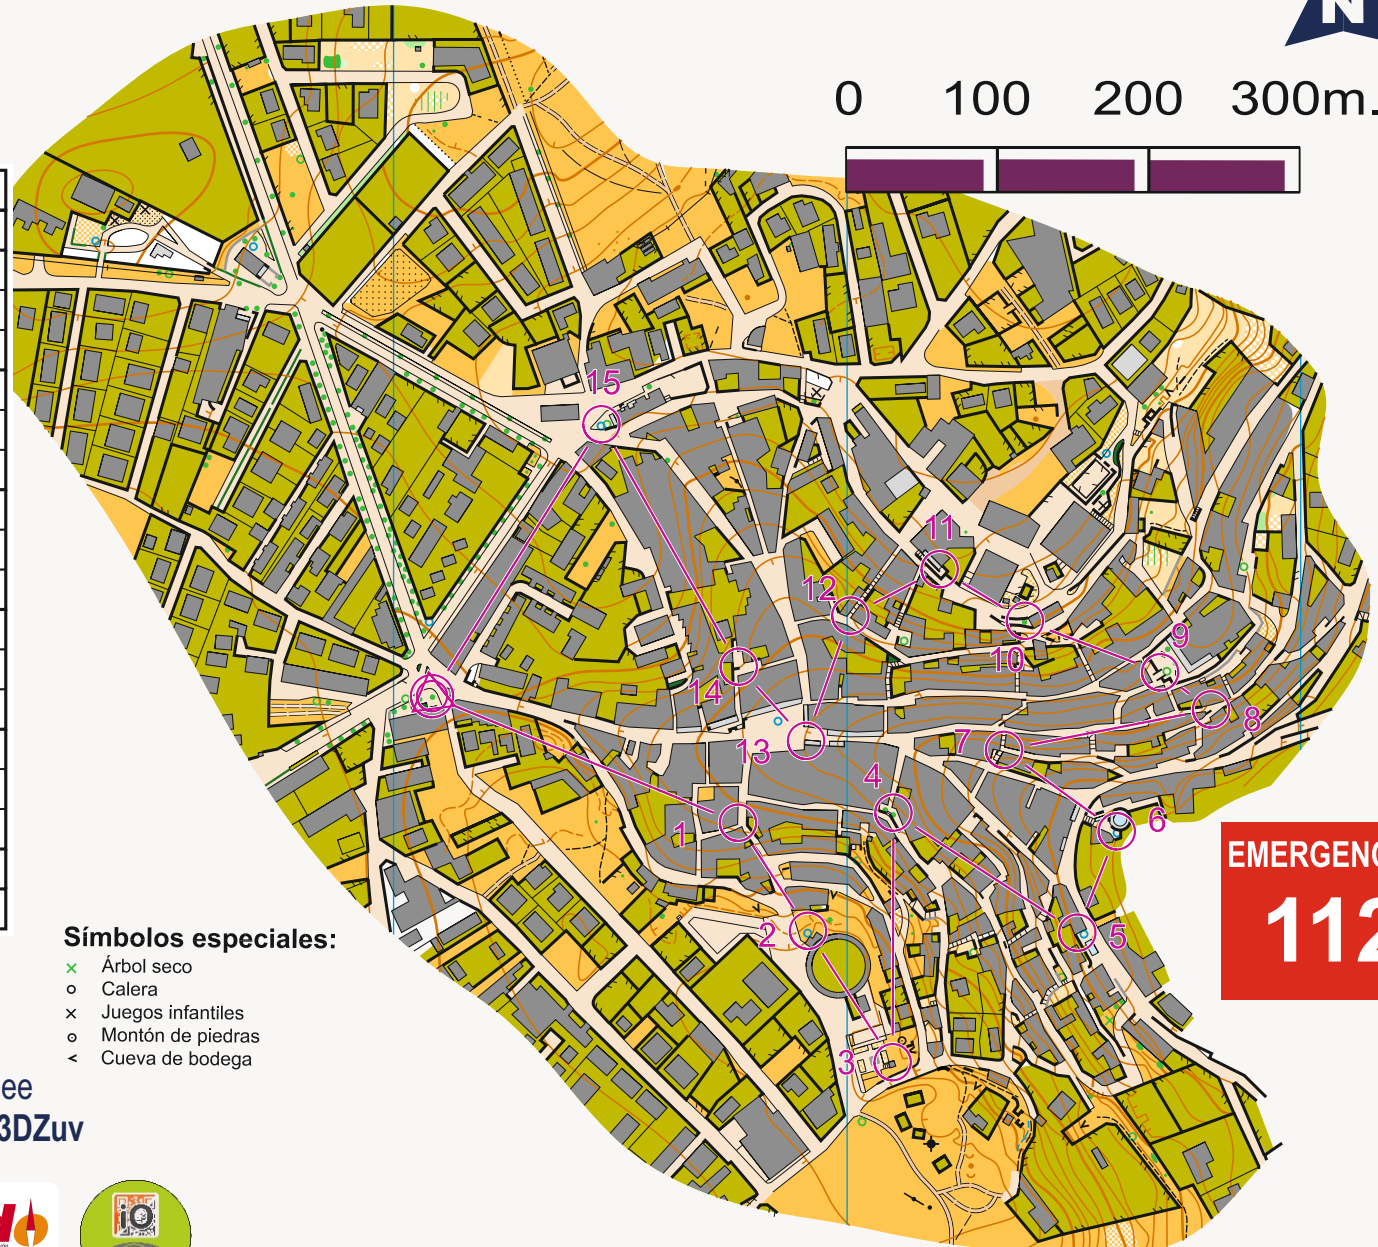 N
0 100 200 300m.
15
11
12
9
10
14
8
13
7
4
6
1
EMERGENC
112
2
5
3
Símbolos especiales:
Árbol seco
Calera
Juegos infantiles
Montón de piedras
Cueva de bodega
ee
3DZuv
iO